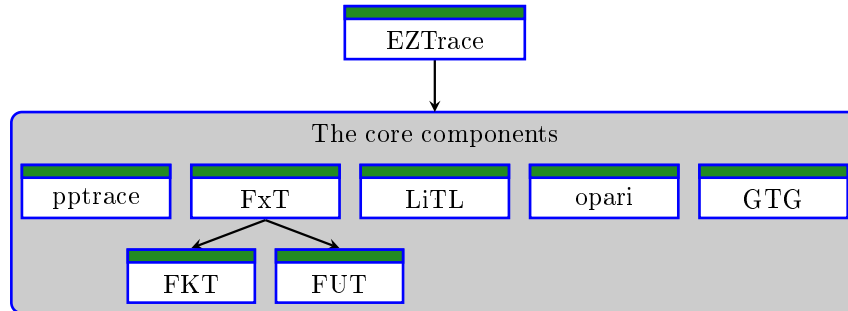 EZTrace
The core components
pptrace FxT LiTL opari GTG
FKT FUT